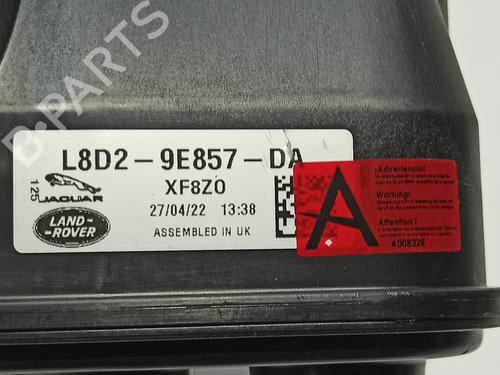 B-PARTS
L8D2-9E857-DA
XF8Z0
125
JAGUAR
27/04/22 13:38
LAND-
-ROVER
ASSEMBLED IN UK
A
¡Advertencia!
Warning!
Attention !
#008328